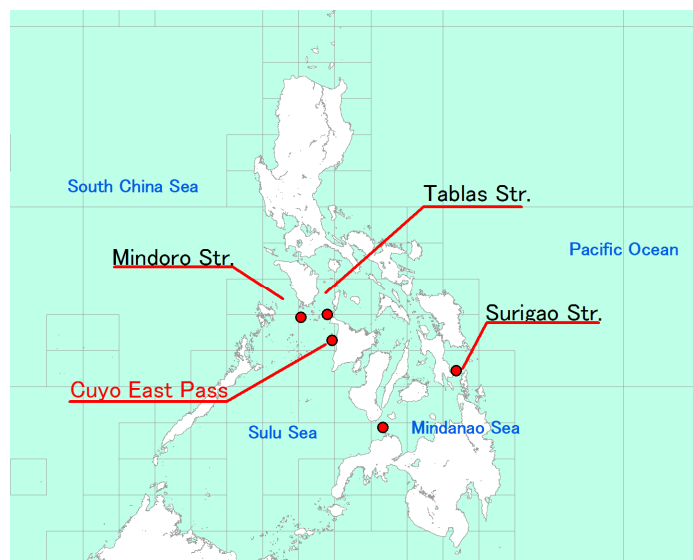 South China Sea
Tablas Str.
Mindoro Str.
Pacific Ocean
Surigao Str.
Cuyo East Pass
Sulu Sea
Mindanao Sea